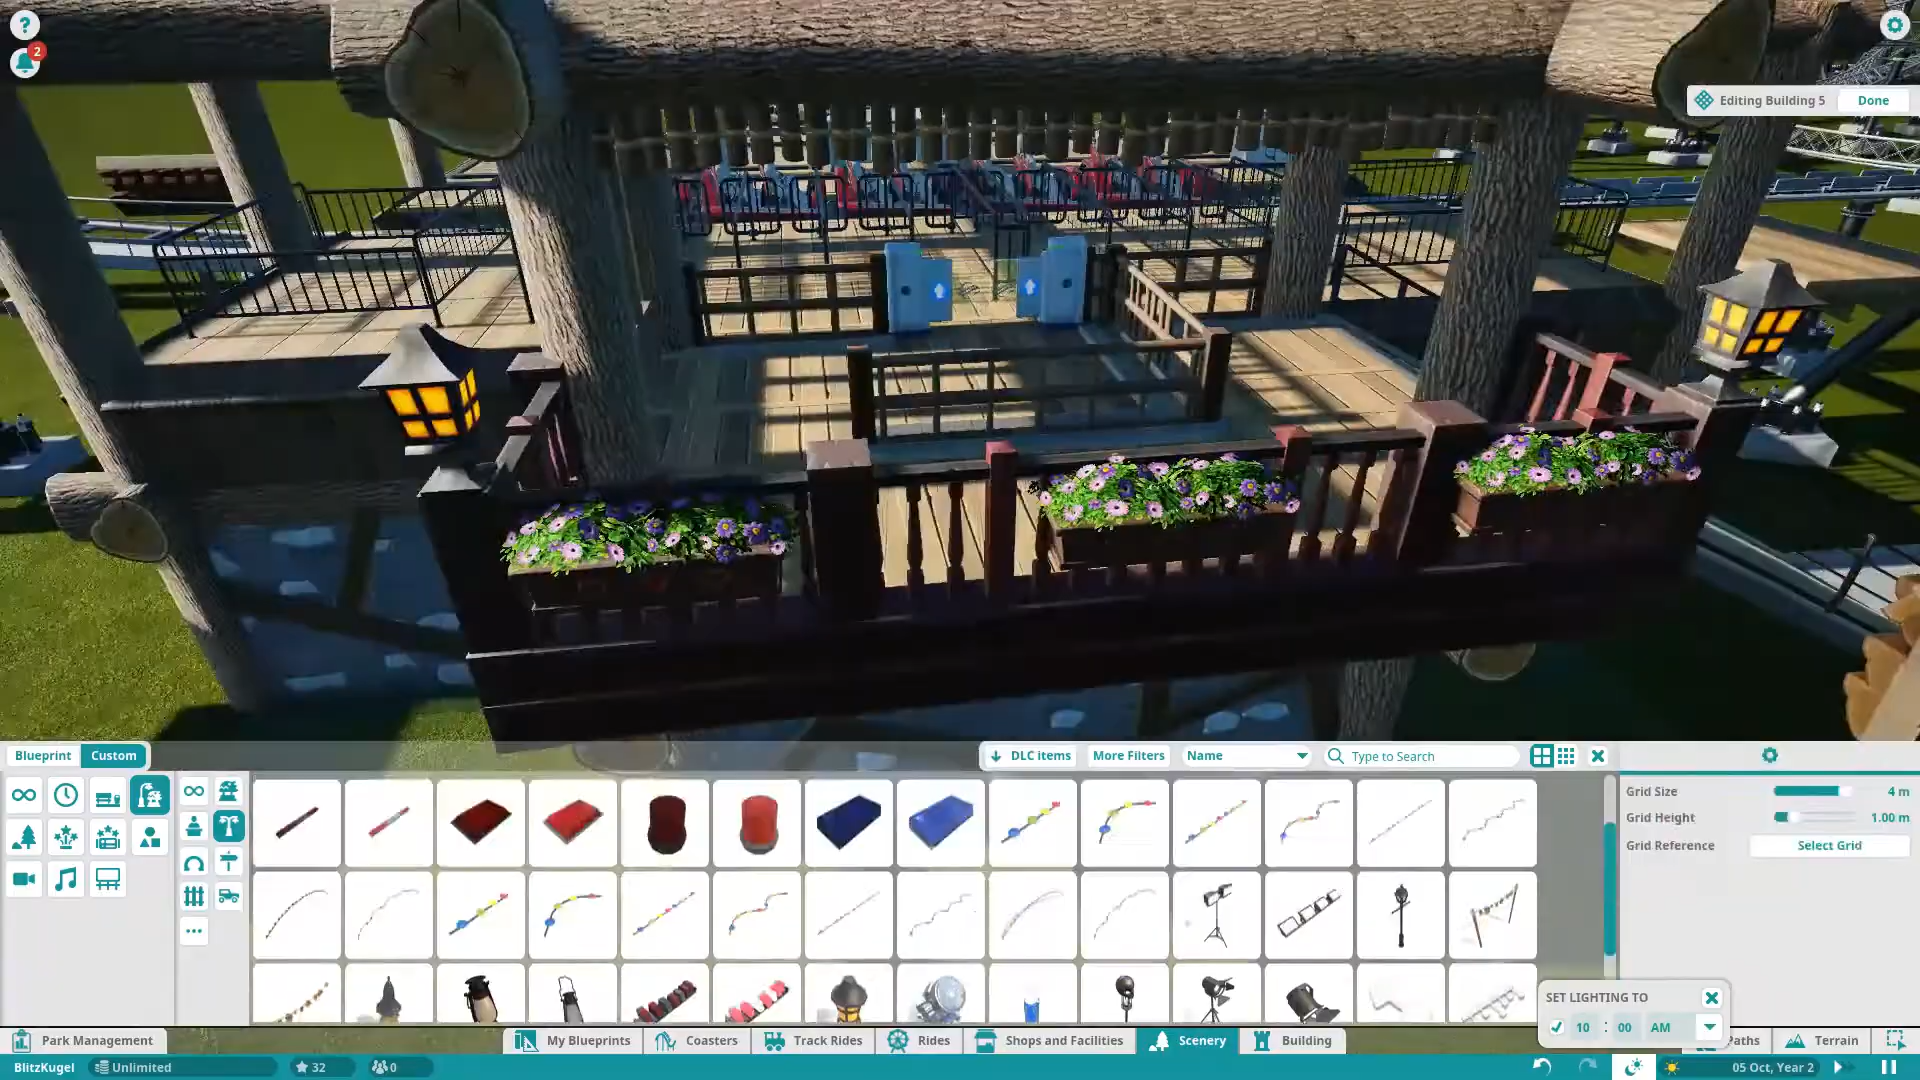 ?
2
Editing Building 5 Done
Blueprint Custom
DLC items More Filters Name Type to Search
Grid Size 4 m
Grid Height 1.00 m
Grid Reference Select Grid
SET LIGHTING TO
10 : 00 AM
Park Management My Blueprints Coasters Track Rides Rides Shops and Facilities Scenery Building Paths Terrain
BlitzKugel Unlimited 32 0 05 Oct, Year 2